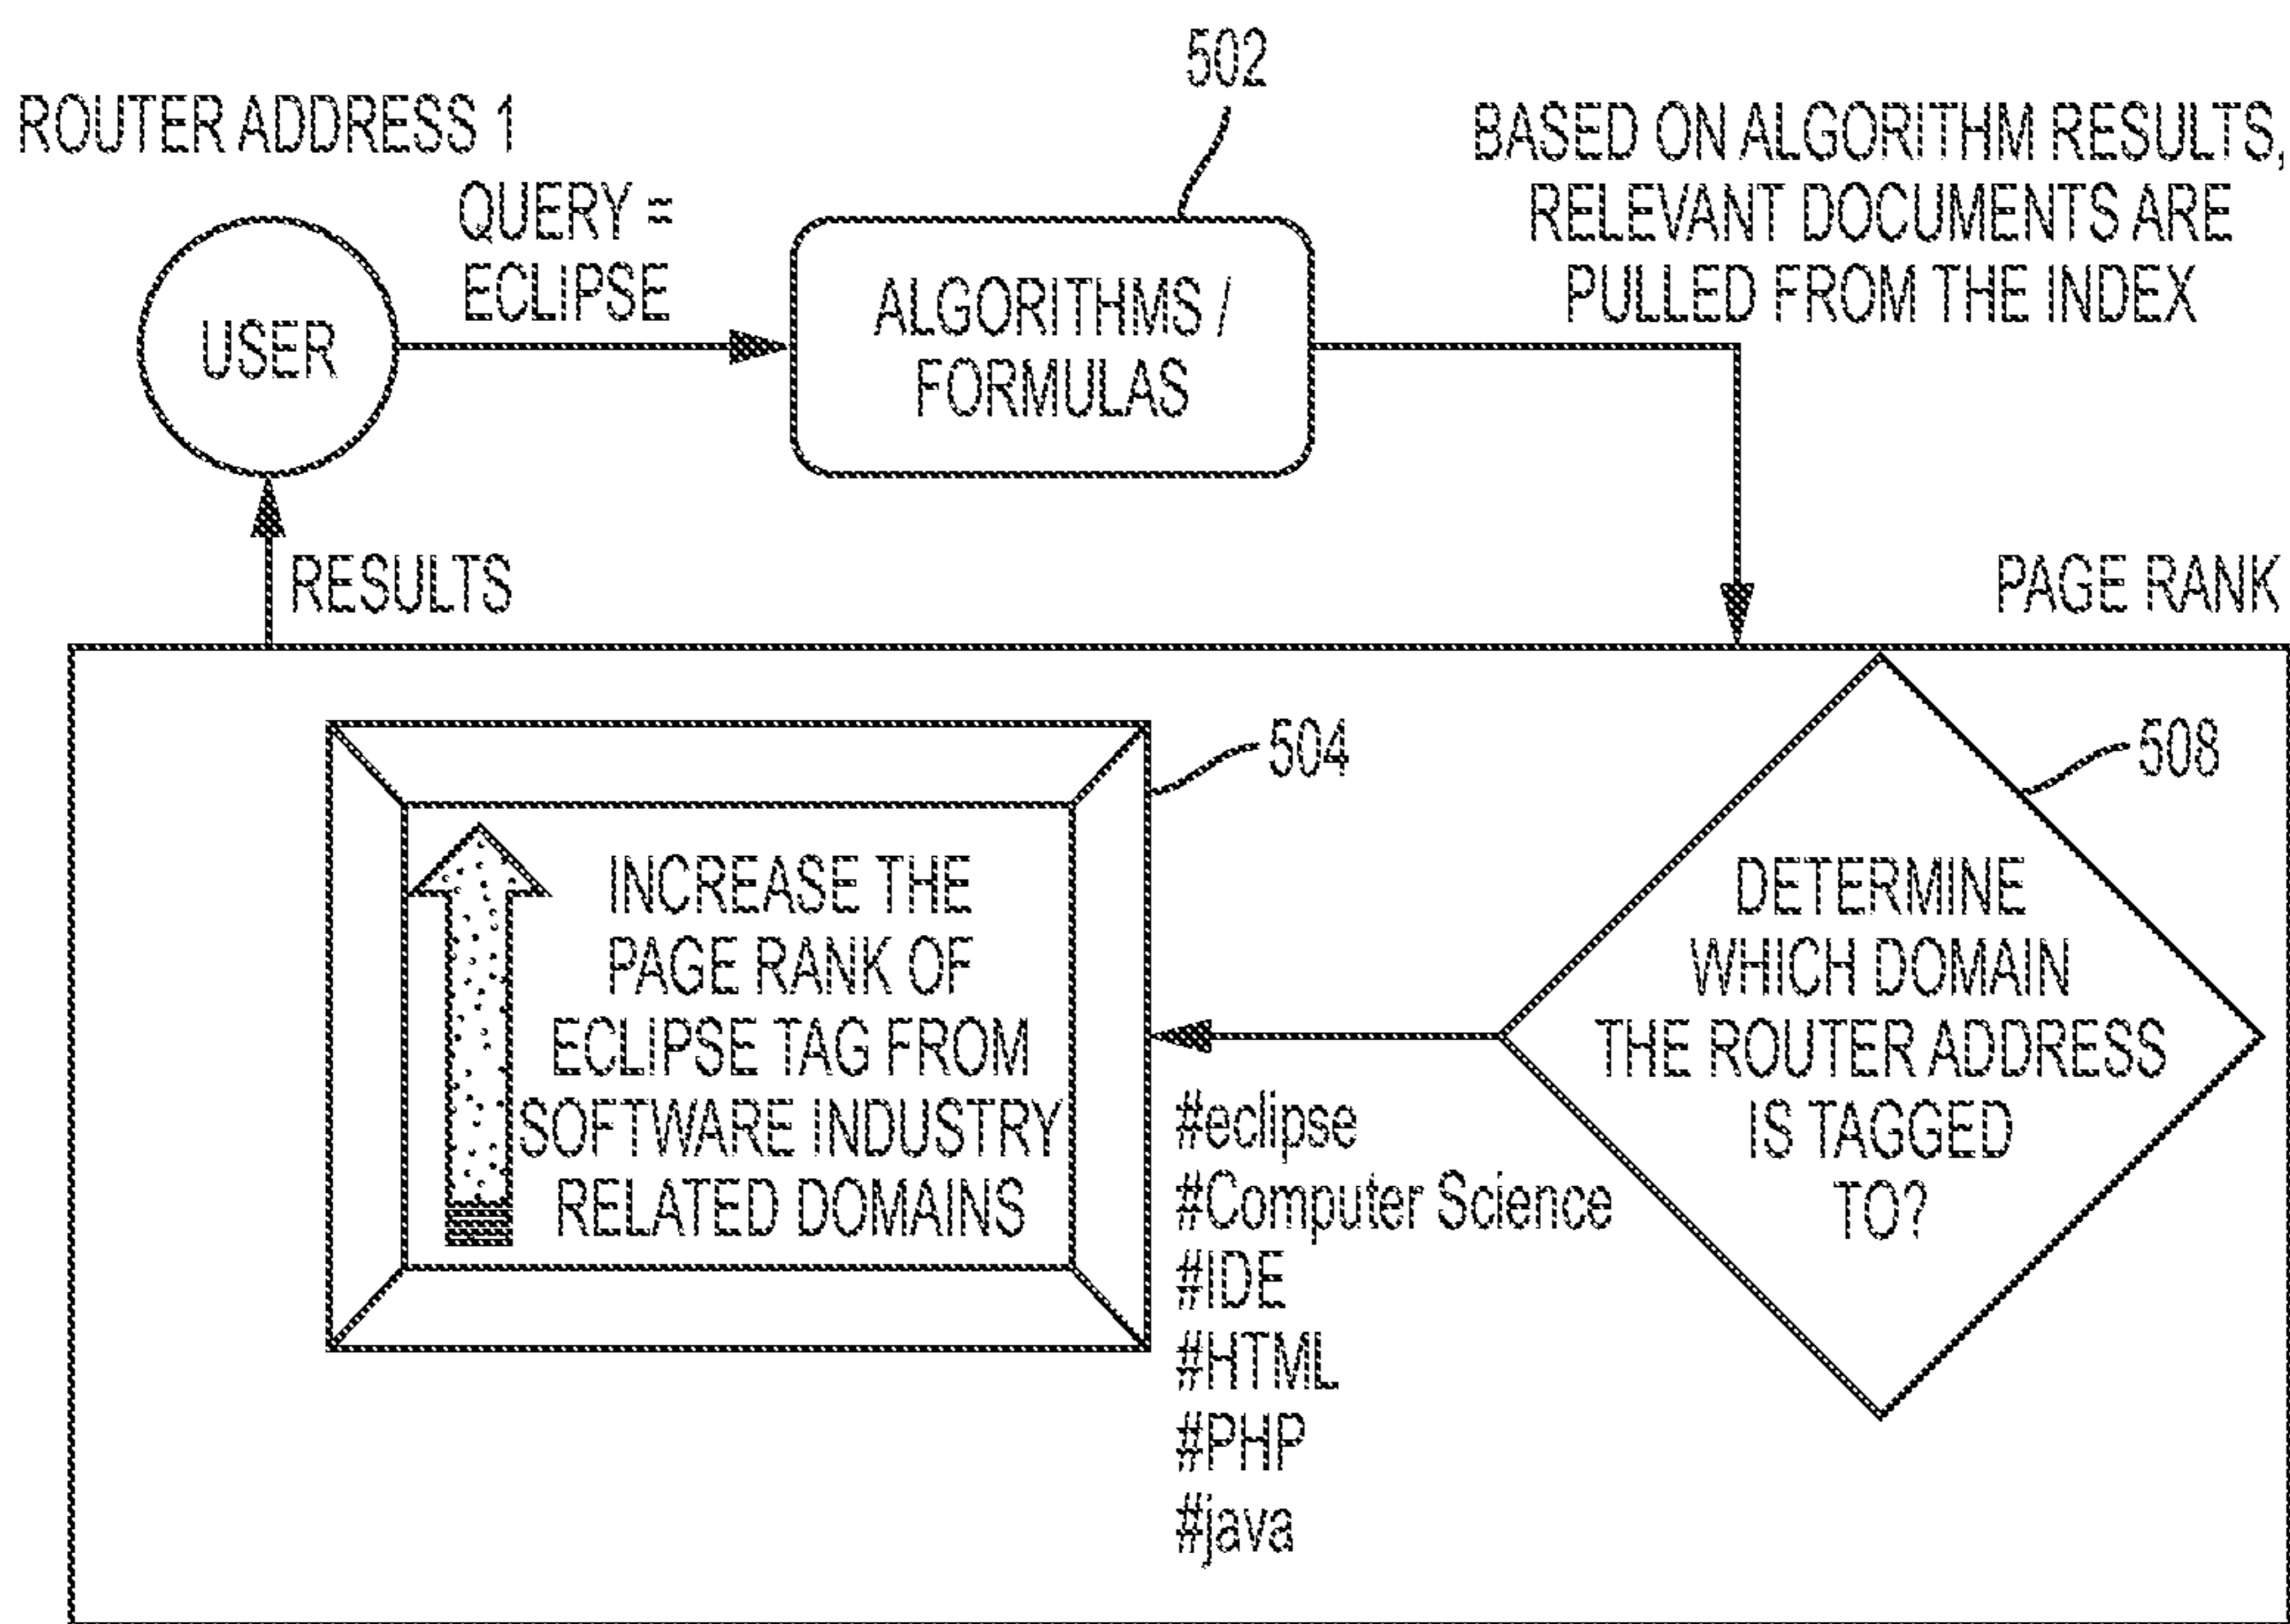 502
ROUTER ADDRESS 1
QUERY =
ECLIPSE
USER
ALGORITHMS /
FORMULAS
BASED ON ALGORITHM RESULTS,
RELEVANT DOCUMENTS ARE
PULLED FROM THE INDEX
RESULTS
PAGE RANK
504
508
INCREASE THE
PAGE RANK OF
ECLIPSE TAG FROM
SOFTWARE INDUSTRY
RELATED DOMAINS
DETERMINE
WHICH DOMAIN
THE ROUTER ADDRESS
IS TAGGED
TO?
#eclipse
#Computer Science
#IDE
#HTML
#PHP
#java